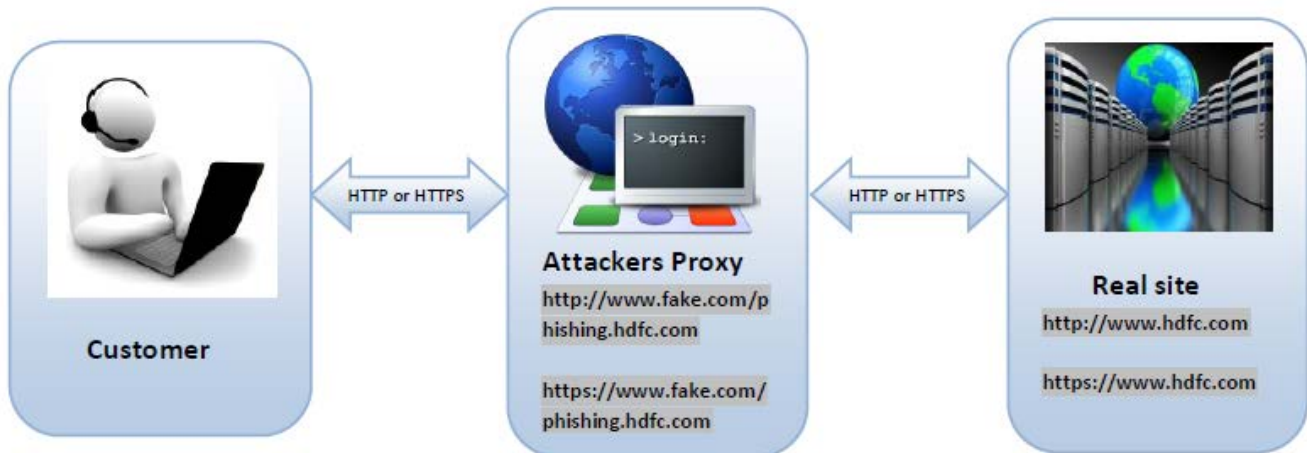 Customer
HTTP or HTTPS
> login:
Attackers Proxy
http://www.fake.com/p
hishing.hdfc.com
https://www.fake.com/
phishing.hdfc.com
HTTP or HTTPS
Real site
http://www.hdfc.com
https://www.hdfc.com